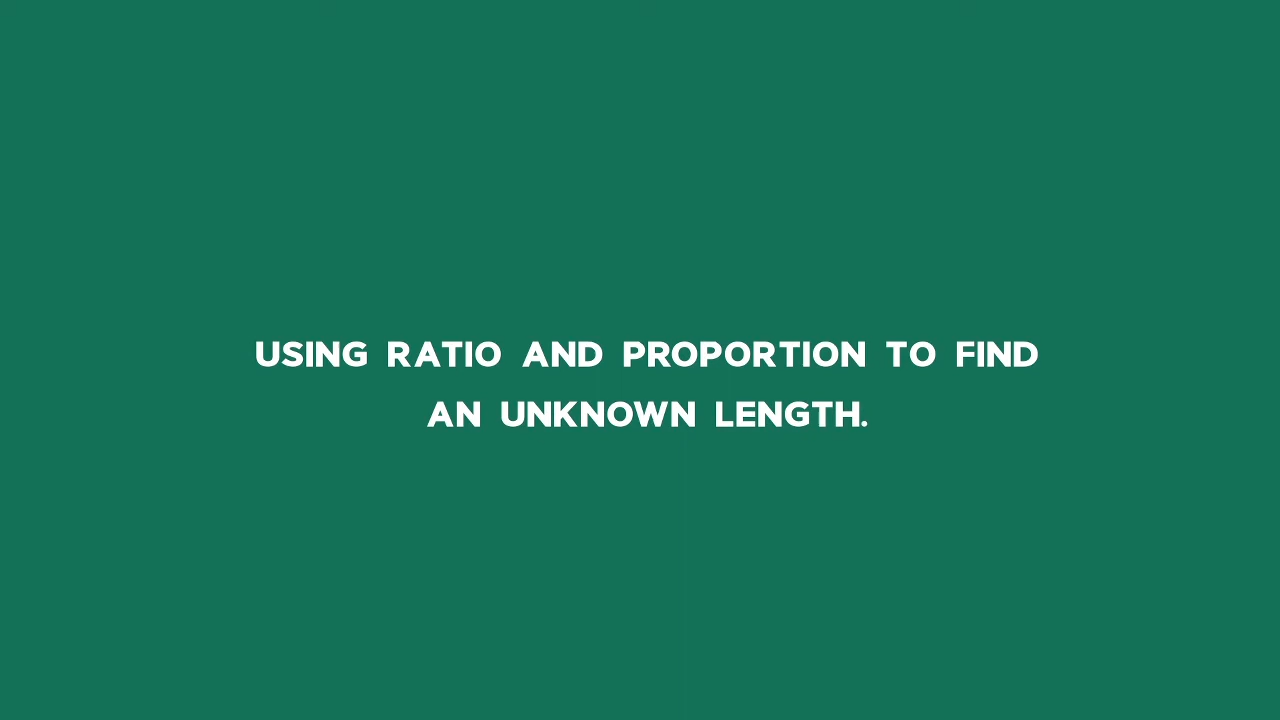 USING RATIO AND PROPORTION TO FIND
AN UNKNOWN LENGTH.